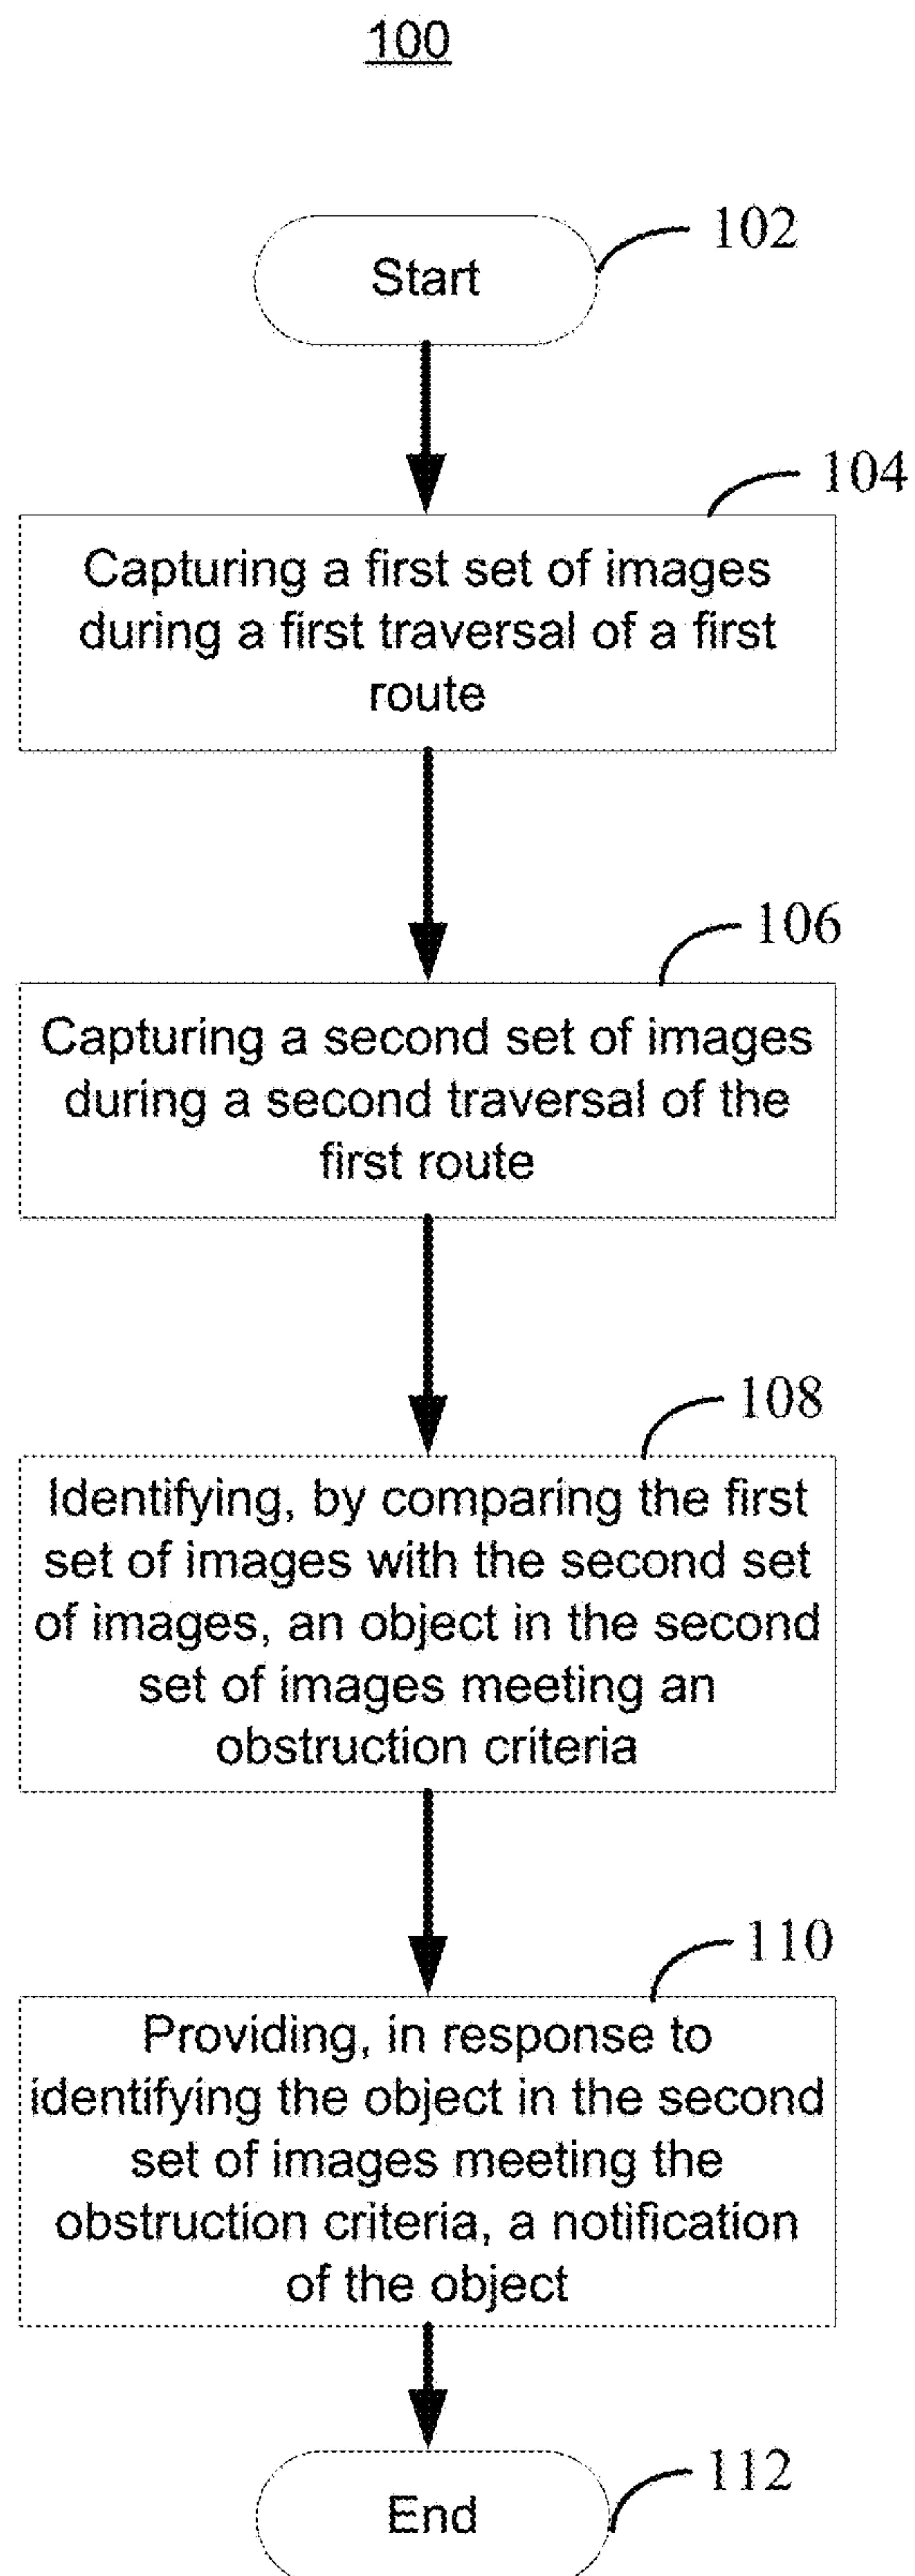 100
102
Start
104
Capturing a first set of images
during a first traversal of a first
route
106
Capturing a second set of images
during a second traversal of the
first route
108
Identifying, by comparing the first
set of images with the second set
of images, an object in the second
set of images meeting an
obstruction criteria
110
Providing, in response to
identifying the object in the second
set of images meeting the
obstruction criteria, a notification
of the object
112
End